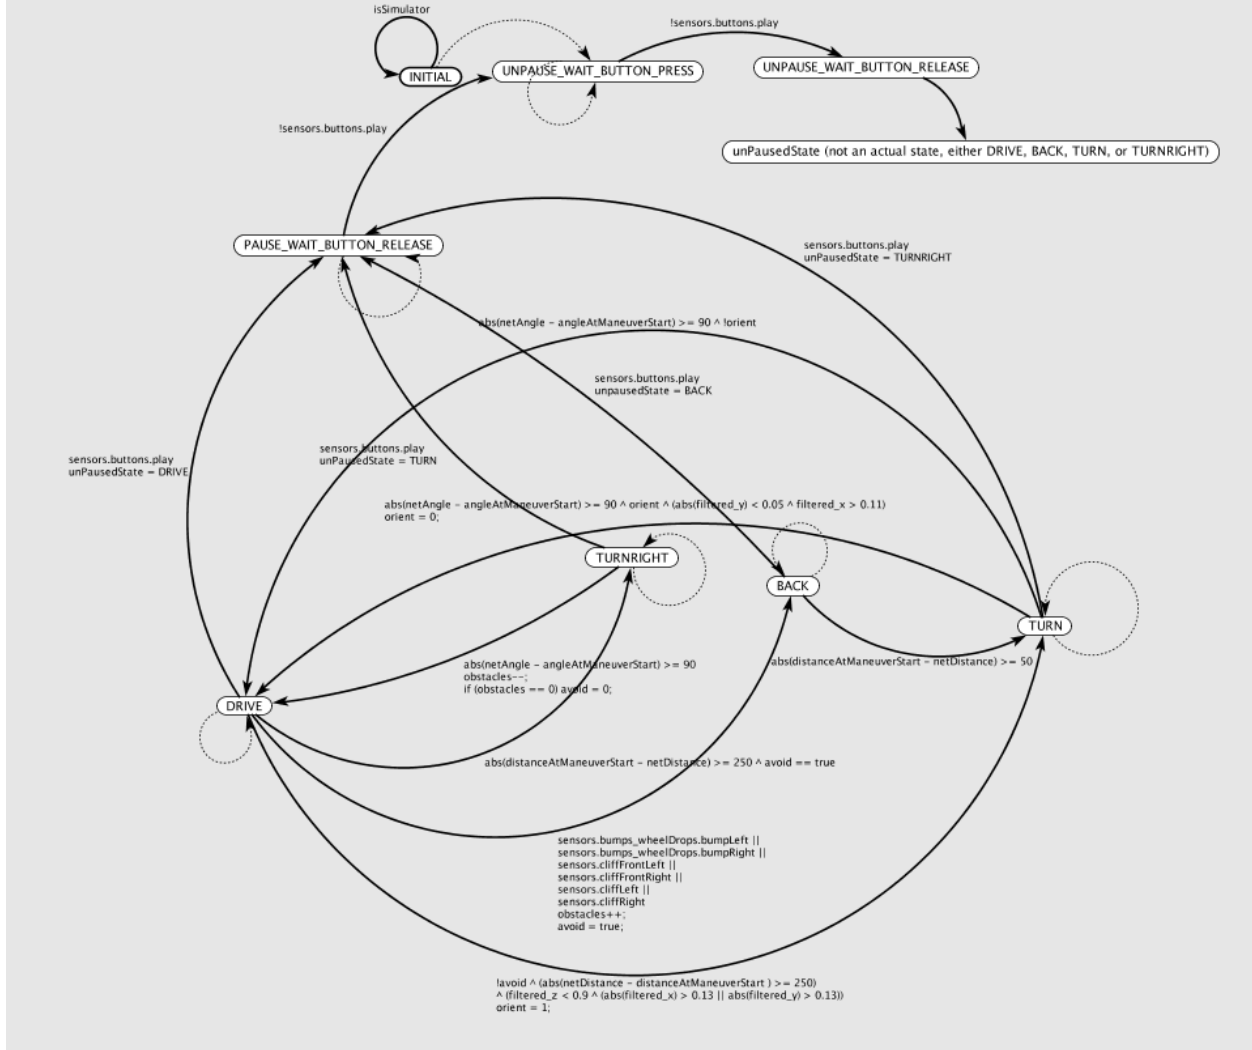 isSimulator
!sensors.buttons.play
INITIAL
UNPAUSE_WAIT_BUTTON_PRESS
UNPAUSE_WAIT_BUTTON_RELEASE
!sensors.buttons.play
unPausedState (not an actual state, either DRIVE, BACK, TURN, or TURNRIGHT)
PAUSE_WAIT_BUTTON_RELEASE
sensors.buttons.play
unPausedState = TURNRIGHT
abs(netAngle - angleAtManeuverStart) >= 90 ^ !orient
sensors.buttons.play
unpausedState = BACK
sensors.buttons.play
unPausedState = DRIVE
sensors.buttons.play
unPausedState = TURN
abs(netAngle - angleAtManeuverStart) >= 90 ^ orient ^ (abs(filtered_y) < 0.05 ^ filtered_x > 0.11)
orient = 0;
TURNRIGHT
BACK
TURN
abs(distanceAtManeuverStart - netDistance) >= 50
abs(netAngle - angleAtManeuverStart) >= 90
obstacles--;
if (obstacles == 0) avoid = 0;
DRIVE
abs(distanceAtManeuverStart - netDistance) >= 250 ^ avoid == true
sensors.bumps_wheelDrops.bumpLeft ||
sensors.bumps_wheelDrops.bumpRight ||
sensors.cliffFrontLeft ||
sensors.cliffFrontRight ||
sensors.cliffLeft ||
sensors.cliffRight
obstacles++;
avoid = true;
!avoid ^ (abs(netDistance - distanceAtManeuverStart ) >= 250)
^ (filtered_z < 0.9 ^ (abs(filtered_x) > 0.13 || abs(filtered_y) > 0.13))
orient = 1;